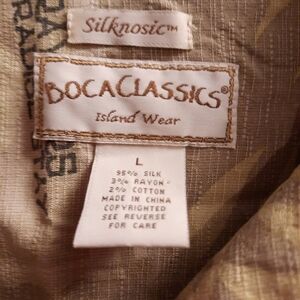 Silknosic™
BOCACLASSICS®
Island Wear
L
95% SILK
3% RAYON
2% COTTON
MADE IN CHINA
COPYRIGHTED
SEE REVERSE
FOR CARE